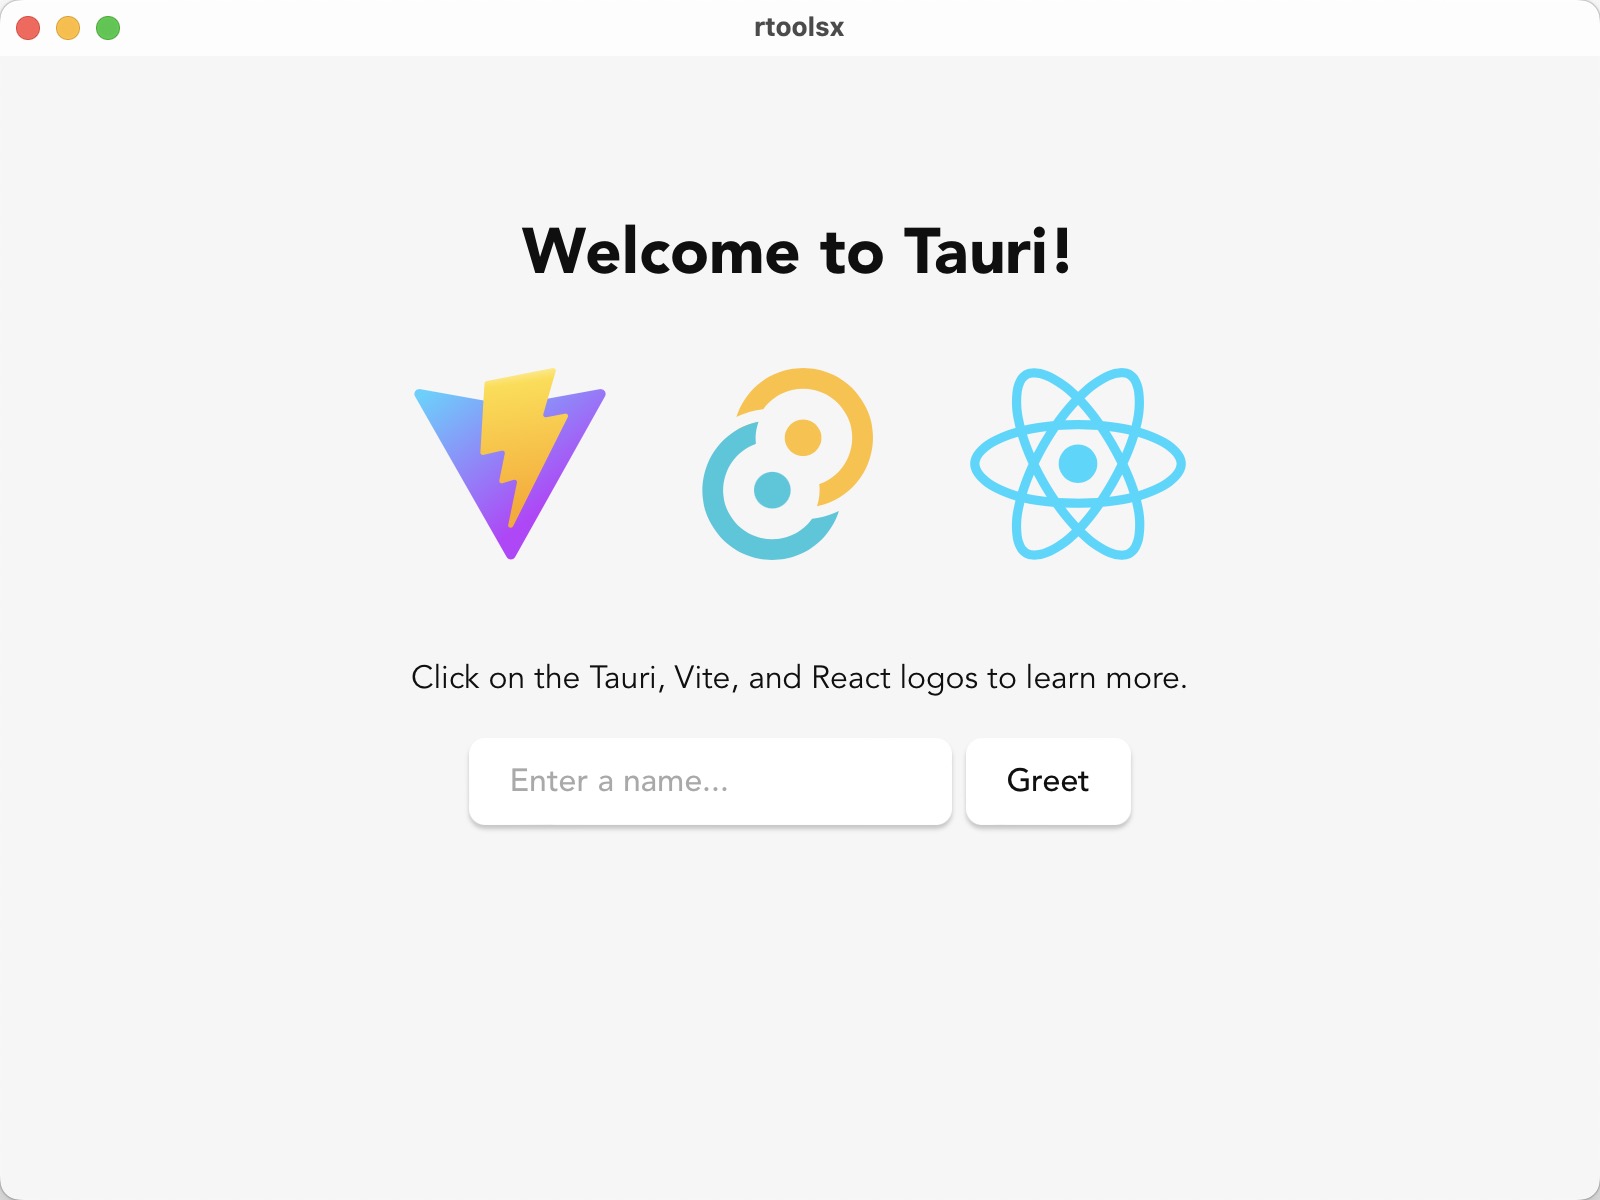 rtoolsx
Welcome to Tauri!
Click on the Tauri, Vite, and React logos to learn more.
Enter a name...
Greet